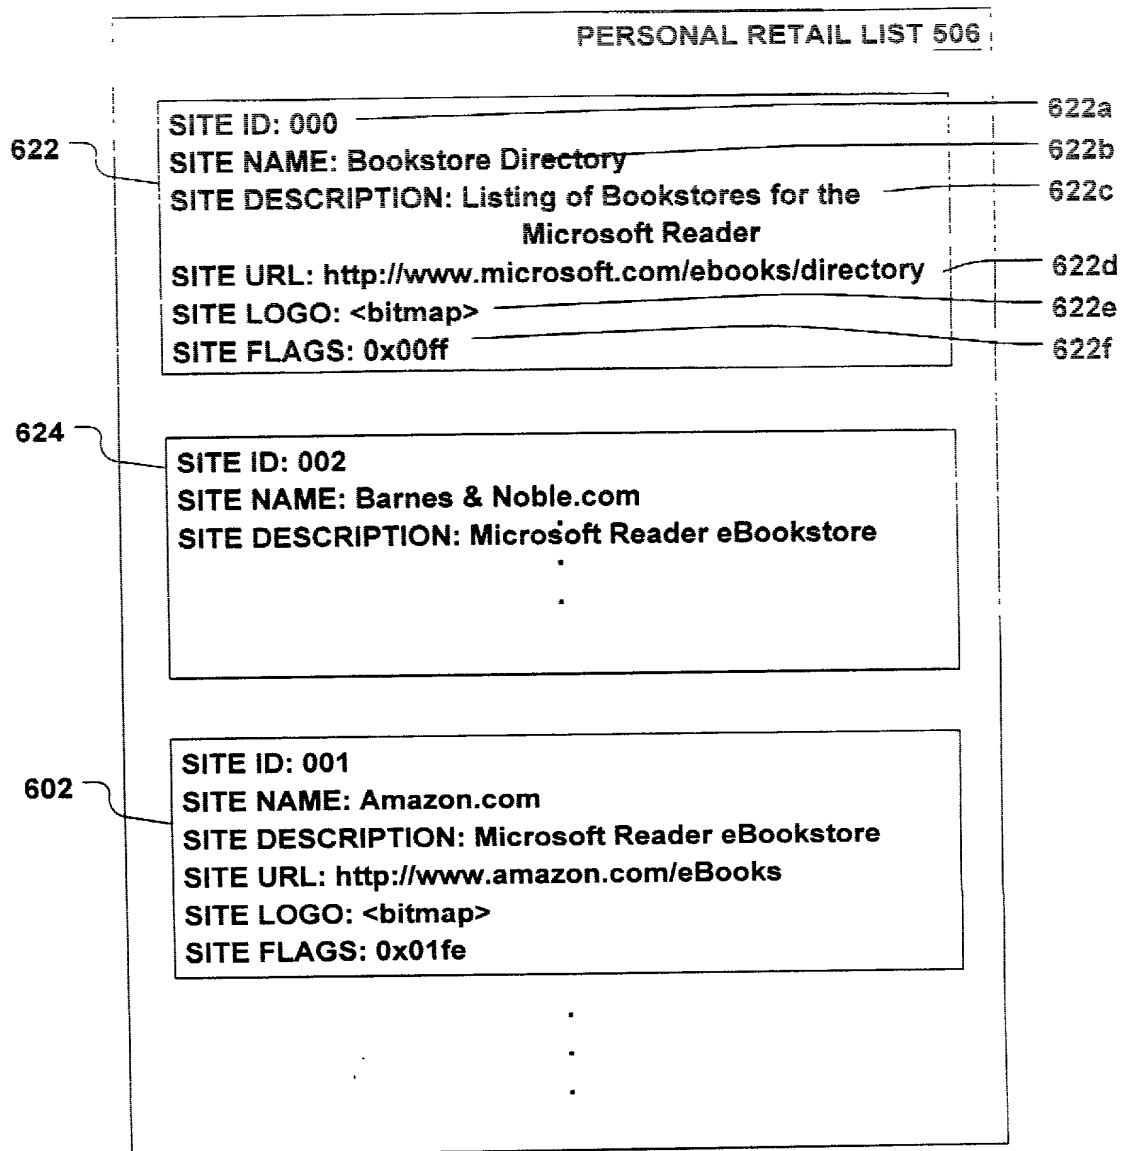 PERSONAL RETAIL LIST 506
622
SITE ID: 000
622a
SITE NAME: Bookstore Directory
622b
SITE DESCRIPTION: Listing of Bookstores for the
622c
Microsoft Reader
SITE URL: http://www.microsoft.com/ebooks/directory
622d
SITE LOGO: <bitmap>
622e
SITE FLAGS: 0x00ff
622f
624
SITE ID: 002
SITE NAME: Barnes & Noble.com
SITE DESCRIPTION: Microsoft Reader eBookstore
602
SITE ID: 001
SITE NAME: Amazon.com
SITE DESCRIPTION: Microsoft Reader eBookstore
SITE URL: http://www.amazon.com/eBooks
SITE LOGO: <bitmap>
SITE FLAGS: 0x01fe